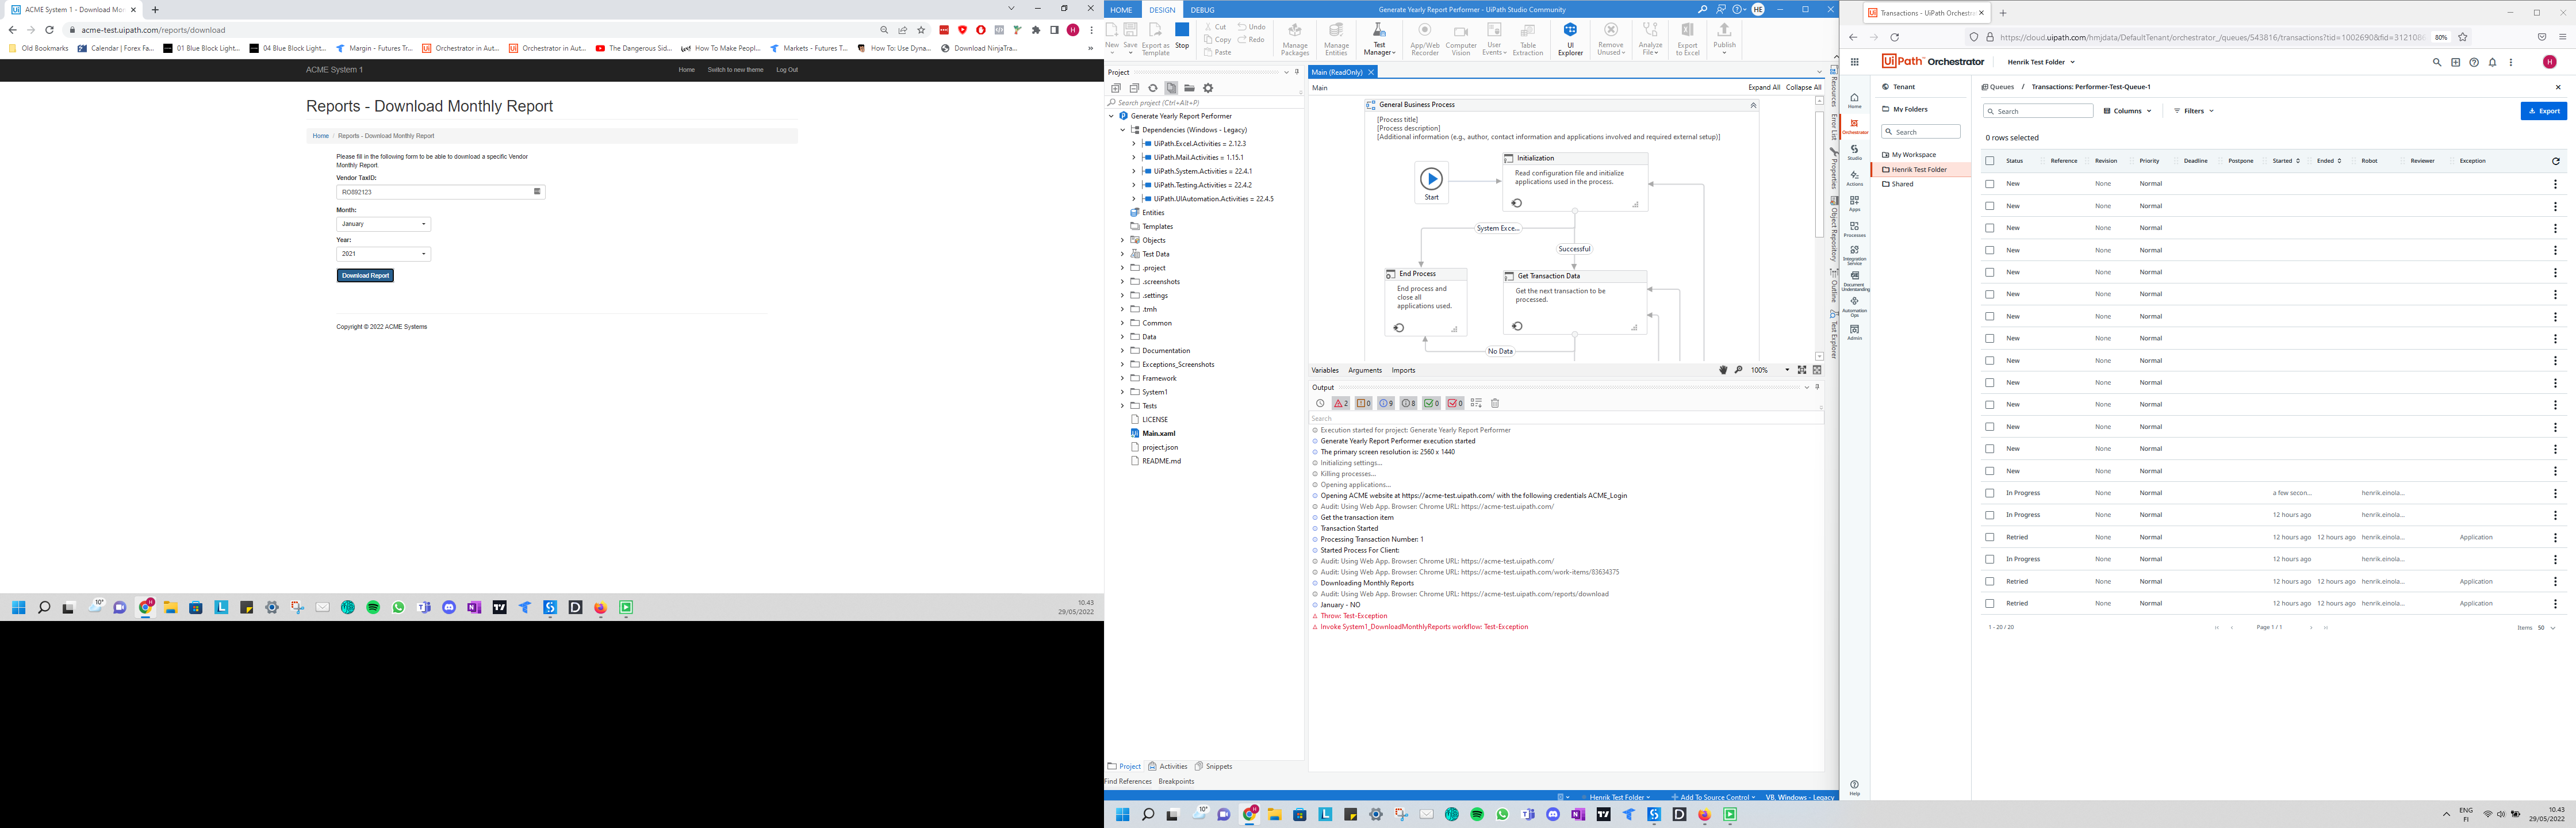 ACME System 1 - Download Mon
acme-test.uipath.com/reports/download
Old Bookmarks
Calendar | Forex Fa...
01 Blue Block Light...
04 Blue Block Light...
Margin - Futures Tr...
Orchestrator in Aut...
Orchestrator in Aut...
The Dangerous Sid...
How To Make Peopl...
Markets - Futures T...
How To: Use Dyna...
Download NinjaTra...
ACME System 1
Home
Switch to new theme
Log Out
Reports - Download Monthly Report
Home / Reports - Download Monthly Report
Please fill in the following form to be able to download a specific Vendor
Monthly Report
Vendor TaxID:
RO892123
Month:
January
Year:
2021
Download Report
Copyright © 2022 ACME Systems
10.43
29/05/2022
HOME DESIGN DEBUG
Generate Yearly Report Performer - UiPath Studio Community
HE
New
Save
Export as
Template
Stop
Cut
Copy
Paste
Undo
Redo
Manage
Packages
Manage
Entities
Test
Manager
App/Web
Recorder
Computer
Vision
User
Events
Table
Extraction
UI
Explorer
Remove
Unused
Analyze
File
Export
to Excel
Publish
Project
Search project (Ctrl+Alt+P)
Generate Yearly Report Performer
Dependencies (Windows - Legacy)
UiPath.Excel.Activities = 2.12.3
UiPath.Mail.Activities = 1.15.1
UiPath.System.Activities = 22.4.1
UiPath.Testing.Activities = 22.4.2
UiPath.UIAutomation.Activities = 22.4.5
Entities
Templates
Objects
Test Data
.project
.screenshots
.settings
.tmh
Common
Data
Documentation
Exceptions_Screenshots
Framework
System1
Tests
LICENSE
Main.xaml
project.json
README.md
Project
Activities
Snippets
Find References
Breakpoints
Main (ReadOnly)
Main
Expand All
Collapse All
General Business Process
[Process title]
[Process description]
[Additional information (e.g., author, contact information and applications involved and required external setup)]
Start
Initialization
Read configuration file and initialize
applications used in the process.
System Exce...
Successful
End Process
End process and
close all
applications used.
Get Transaction Data
Get the next transaction to be
processed.
No Data
Variables
Arguments
Imports
100%
Output
2
0
9
8
0
0
Search
Execution started for project: Generate Yearly Report Performer
Generate Yearly Report Performer execution started
The primary screen resolution is: 2560 x 1440
Initializing settings...
Killing processes...
Opening applications...
Opening ACME website at https://acme-test.uipath.com/ with the following credentials ACME_Login
Audit: Using Web App. Browser: Chrome URL: https://acme-test.uipath.com/
Get the transaction item
Transaction Started
Processing Transaction Number: 1
Started Process For Client:
Audit: Using Web App. Browser: Chrome URL: https://acme-test.uipath.com/
Audit: Using Web App. Browser: Chrome URL: https://acme-test.uipath.com/work-items/83634375
Downloading Monthly Reports
Audit: Using Web App. Browser: Chrome URL: https://acme-test.uipath.com/reports/download
January - NO
Throw: Test-Exception
Invoke System1_DownloadMonthlyReports workflow: Test-Exception
Resources
Error List
Properties
Object Repository
Outline
Test Explorer
Henrik Test Folder
Add To Source Control
VB, Windows - Legacy
Transactions - UiPath Orchestra
https://cloud.uipath.com/hmjdata/DefaultTenant/orchestrator_/queues/543816/transactions?tid=1002690&fid=312108
80%
UiPath Orchestrator
Henrik Test Folder
H
Home
Orchestrator
Studio
Actions
Apps
Processes
Integration
Service
Document
Understanding
Automation
Ops
Admin
Help
Tenant
My Folders
Search
My Workspace
Henrik Test Folder
Shared
Queues / Transactions: Performer-Test-Queue-1
Search
Columns
Filters
Export
0 rows selected
Status Reference Revision Priority Deadline Postpone Started Ended Robot Reviewer Exception
New None Normal
New None Normal
New None Normal
New None Normal
New None Normal
New None Normal
New None Normal
New None Normal
New None Normal
New None Normal
New None Normal
New None Normal
New None Normal
New None Normal
In Progress None Normal a few secon... henrik.einola...
In Progress None Normal 12 hours ago henrik.einola...
Retried None Normal 12 hours ago 12 hours ago henrik.einola... Application
In Progress None Normal 12 hours ago henrik.einola...
Retried None Normal 12 hours ago 12 hours ago henrik.einola... Application
Retried None Normal 12 hours ago 12 hours ago henrik.einola... Application
1 - 20 / 20
Page 1 / 1
Items 50
ENG
FI
10.43
29/05/2022